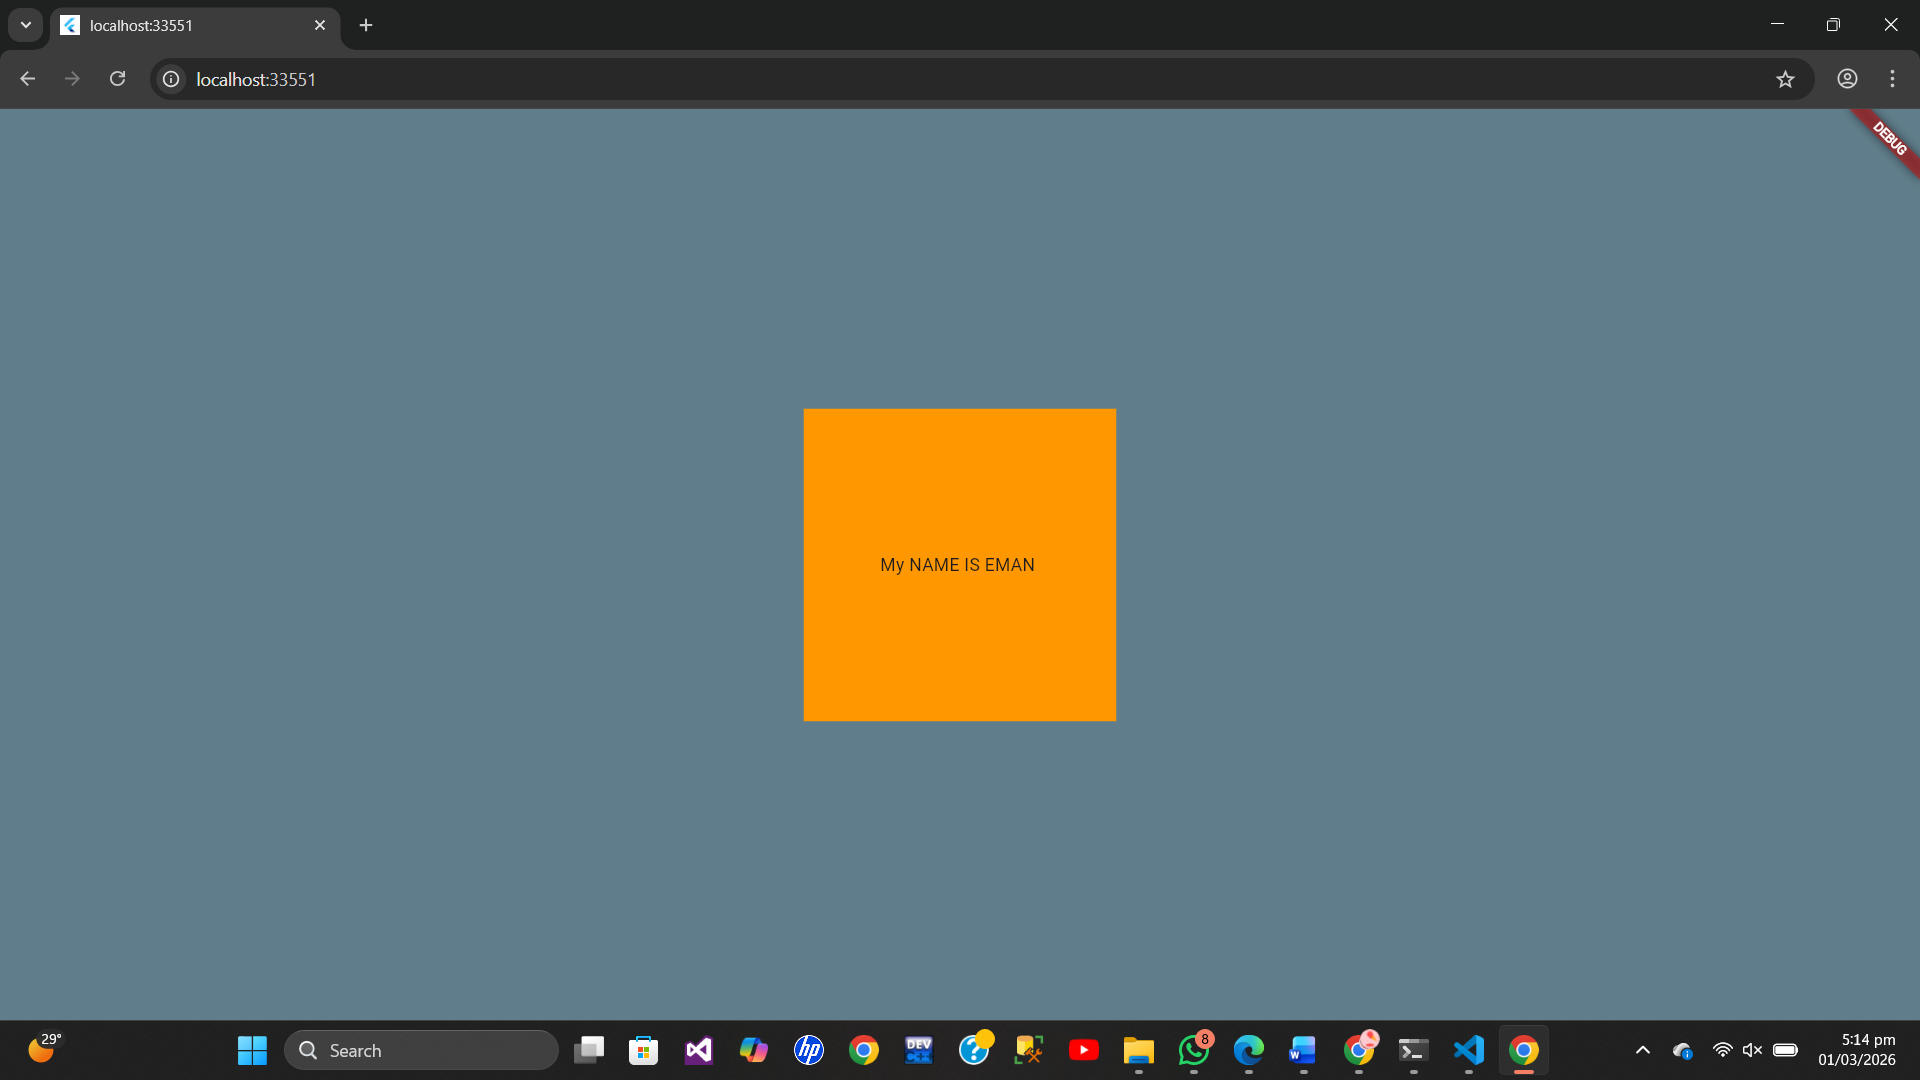 localhost:33551
localhost:33551
DEBUG
My NAME IS EMAN
29°
Search
hp
DEV
C++
?
8
W
5:14 pm
01/03/2026